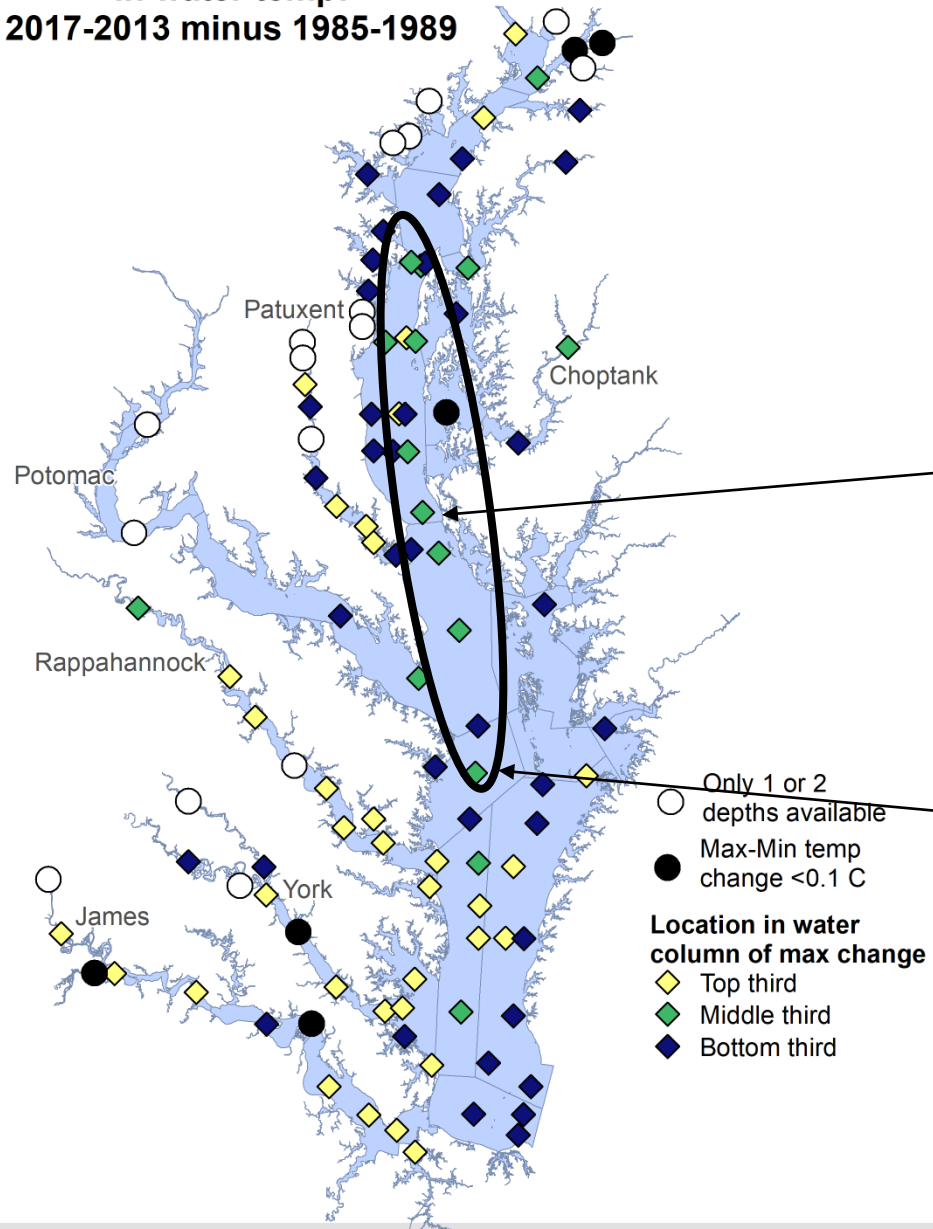 2017-2013 minus 1985-1989
Patuxent
Choptank
Potomac
Rappahannock
York
James
Only 1 or 2
depths available
Max-Min temp
change <0.1 C
Location in water
column of max change
Top third
Middle third
Bottom third